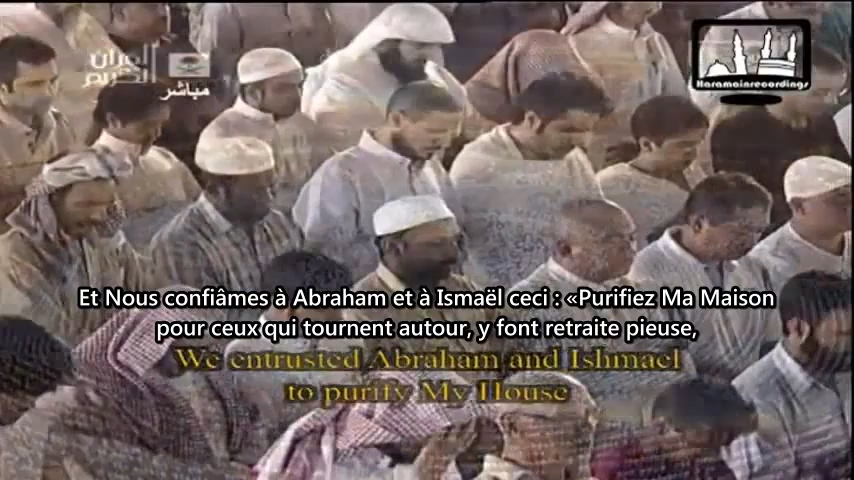 القرآن
الكريم
مباشر
Haramainrecordings
Et Nous confiâmes à Abraham et à Ismaël ceci : «Purifiez Ma Maison
pour ceux qui tournent autour, y font retraite pieuse,
We entrusted Abraham and Ishmael
to purify My House